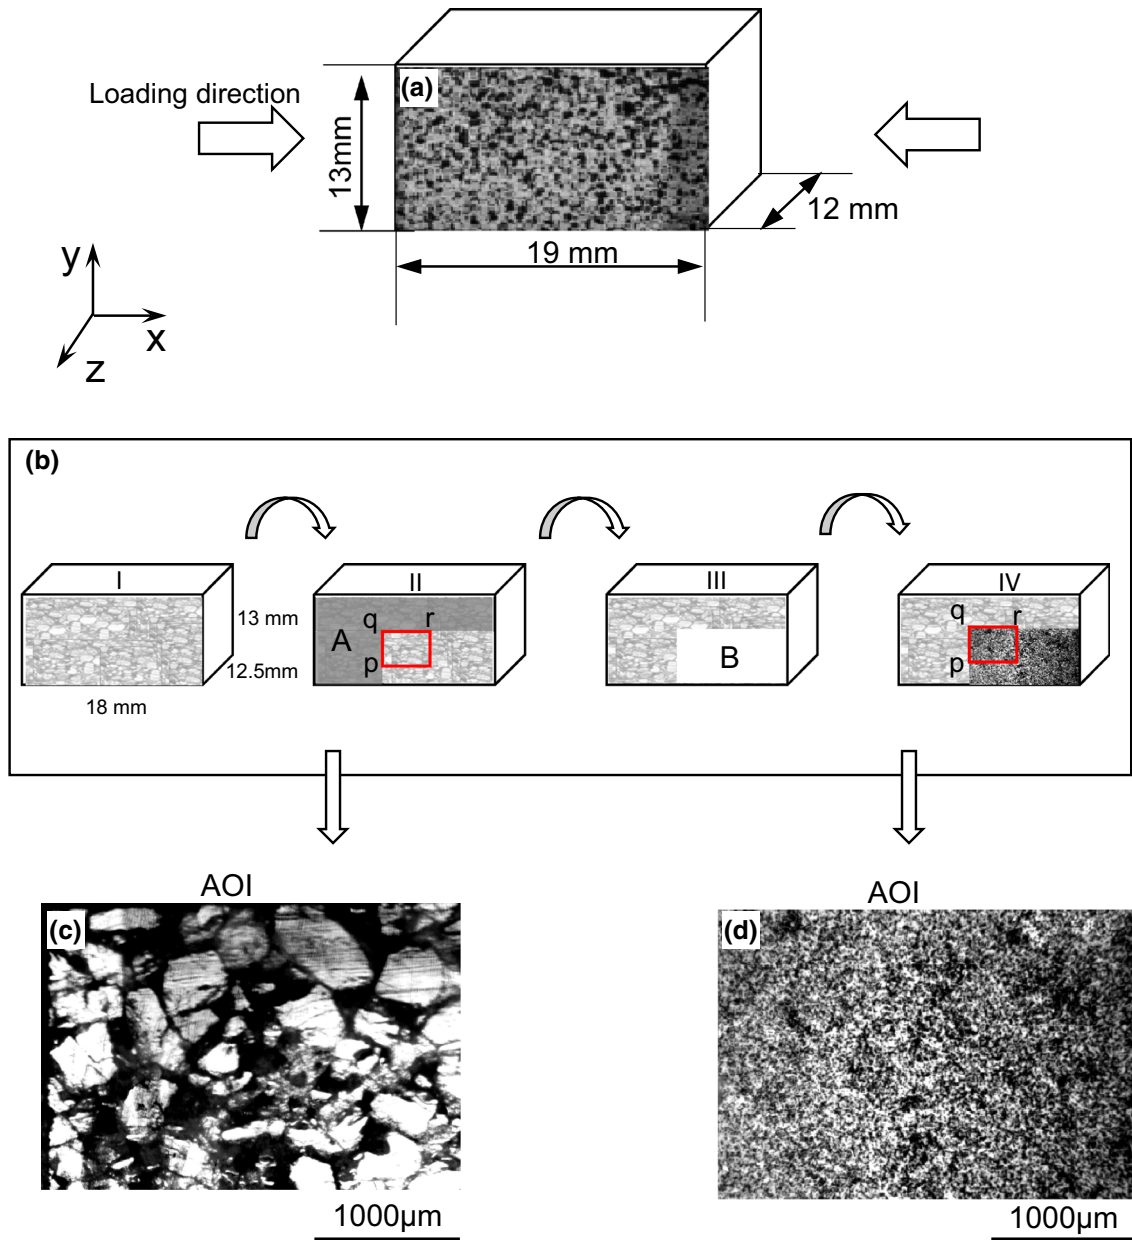 (a)
Loading direction
13mm
12 mm
19 mm
y
x
z
(b)
I
II
III
IV
13 mm
q
r
A
p
12.5mm
18 mm
B
q
r
p
AOI
AOI
(c)
(d)
1000µm
1000µm